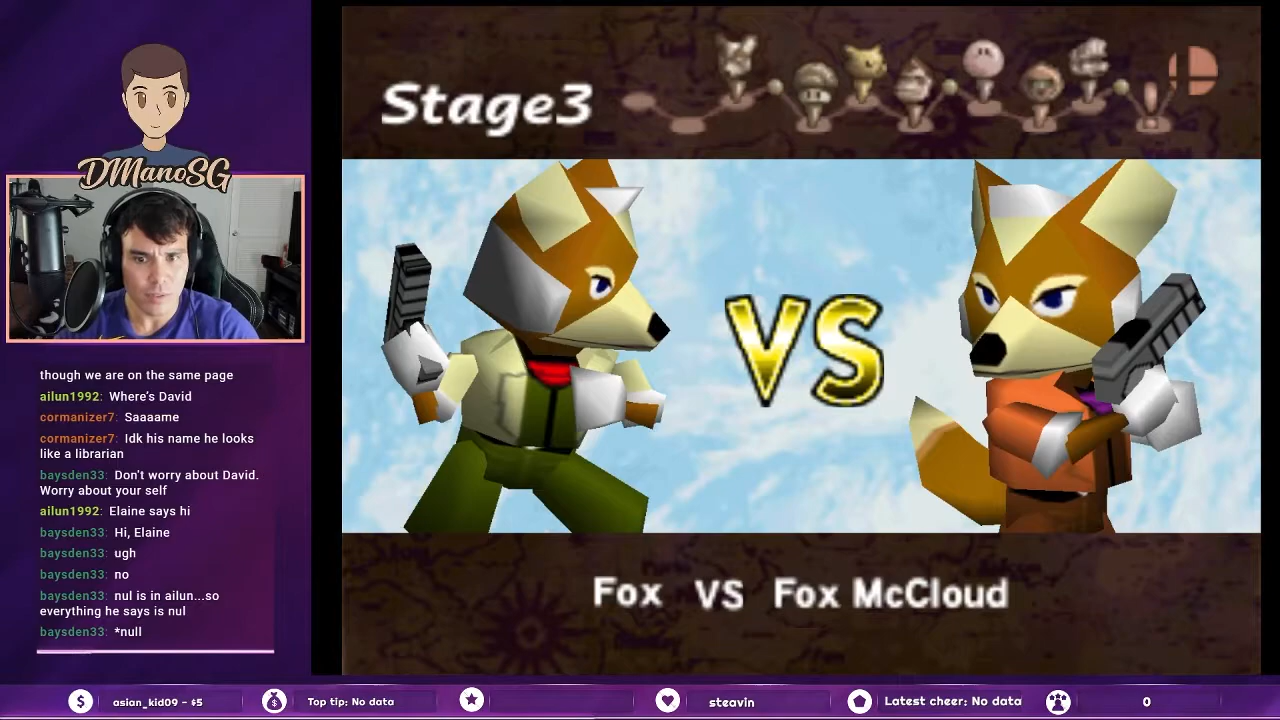 DManoSG
though we are on the same page
ailun1992: Where's David
cormanizer7: Saaaame
cormanizer7: Idk his name he looks
like a librarian
baysden33: Don't worry about David.
Worry about your self
ailun1992: Elaine says hi
baysden33: Hi, Elaine
baysden33: ugh
baysden33: no
baysden33: nul is in ailun...so
everything he says is nul
baysden33: *null
Stage3
VS
Fox VS Fox McCloud
$ asian_kid09 - $5
$ Top tip: No data
steavin
Latest cheer: No data
0